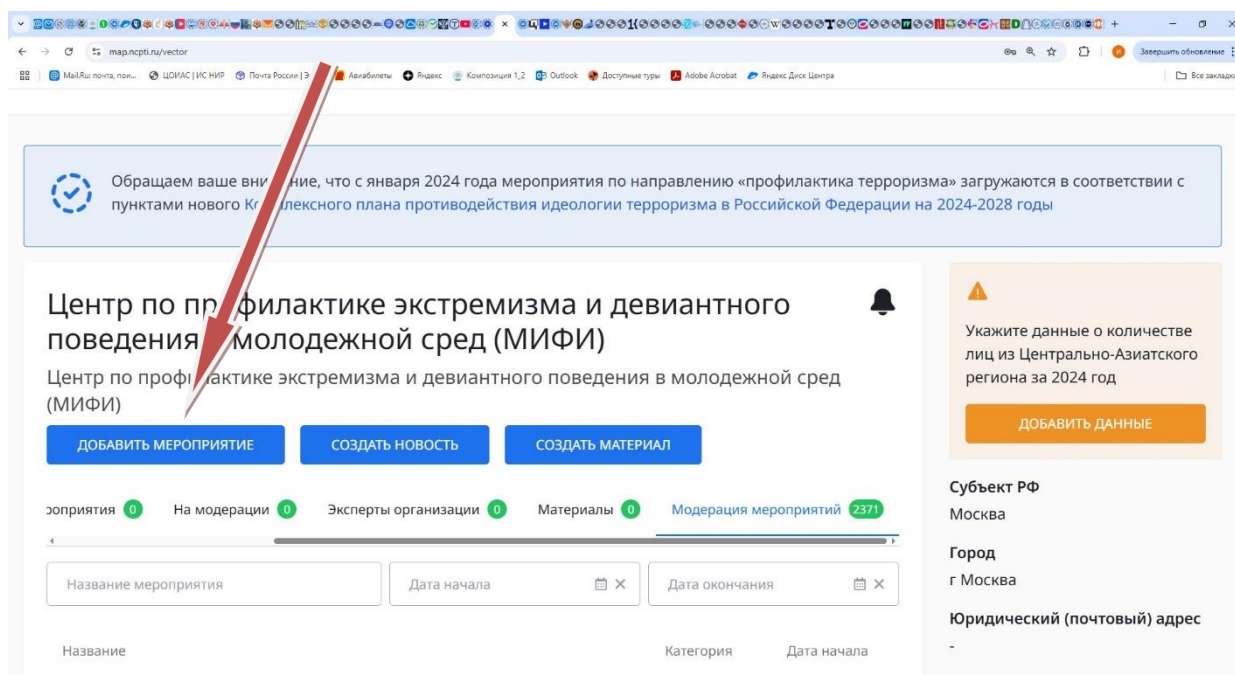 map.ncpti.ru/vector
Завершить обновление
Mail.Ru: почта, пои...
ЦОИАС | ИС НИР
Почта России | Э
Авиабилеты
Яндекс
Композиция 1_2
Outlook
Доступные туры
Adobe Acrobat
Яндекс Диск Центра
Все закладки
Обращаем ваше вни ние, что с января 2024 года мероприятия по направлению «профилактика терроризма» загружаются в соответствии с
пунктами нового Ко лексного плана противодействия идеологии терроризма в Российской Федерации на 2024-2028 годы
Центр по пр филактике экстремизма и девиантного
поведения молодежной сред (МИФИ)
Центр по проф лактике экстремизма и девиантного поведения в молодежной сред
(МИФИ)
ДОБАВИТЬ МЕРОПРИЯТИЕ
СОЗДАТЬ НОВОСТЬ
СОЗДАТЬ МАТЕРИАЛ
роприятия 0
На модерации 0
Эксперты организации 0
Материалы 0
Модерация мероприятий 2371
Название мероприятия
Дата начала
Дата окончания
Название
Категория
Дата начала
Укажите данные о количестве
лиц из Центрально-Азиатского
региона за 2024 год
ДОБАВИТЬ ДАННЫЕ
Субъект РФ
Москва
Город
г Москва
Юридический (почтовый) адрес
-